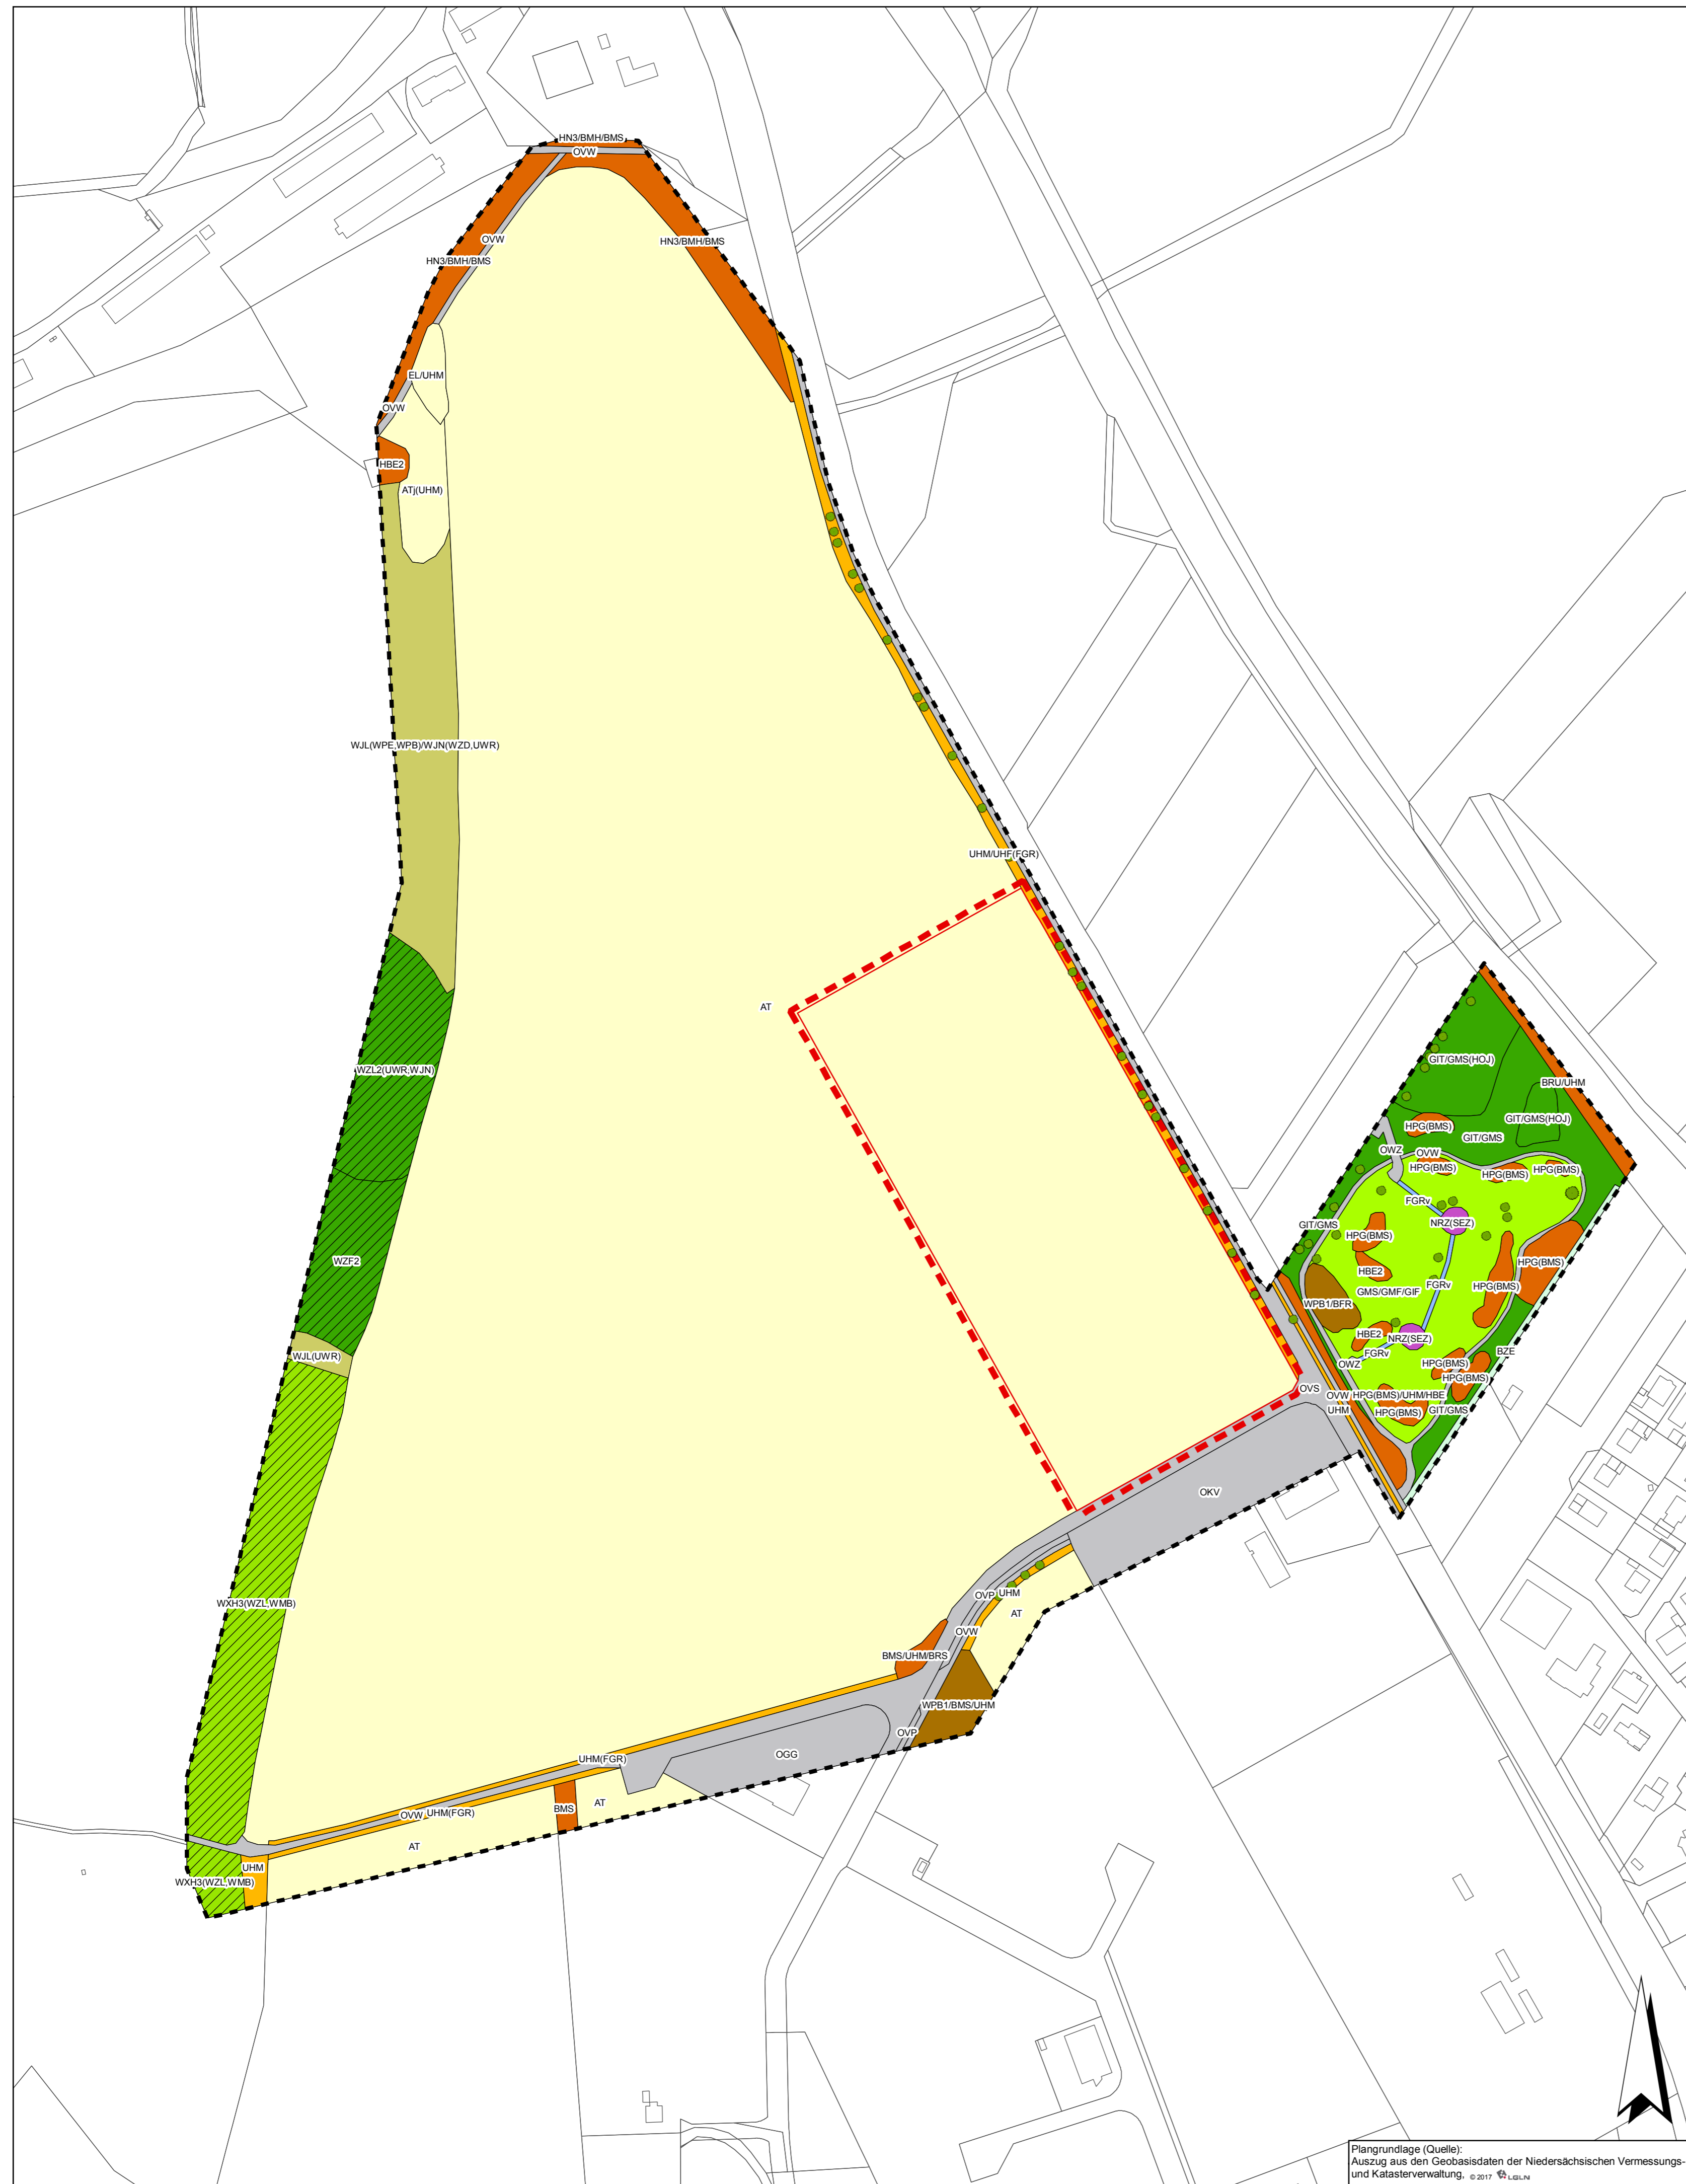 HN3/BMH/BMS
OVW
OVW
HN3/BMH/BMS
HN3/BMH/BMS
EL/UHM
OVW
HBE2
ATj(UHM)
WJL(WPE,WPB)/WJN(WZD,UWR)
UHM/UHF(FGR)
AT
WZL2(UWR,WJN)
GIT/GMS(HOJ)
BRU/UHM
GIT/GMS(HOJ)
HPG(BMS)
GIT/GMS
OWZ
OVW
HPG(BMS)
HPG(BMS)
HPG(BMS)
FGRv
NRZ(SEZ)
GIT/GMS
HPG(BMS)
WZF2
HPG(BMS)
HBE2
FGRv
HPG(BMS)
GMS/GMF/GIF
WPB1/BFR
HBE2
NRZ(SEZ)
FGRv
BZE
OWZ
HPG(BMS)
WJL(UWR)
HPG(BMS)
OVS
OVW
HPG(BMS)/UHM/HBE
UHM
HPG(BMS)
GIT/GMS
OKV
OVP
UHM
WXH3(WZL,WMB)
AT
OVW
BMS/UHM/BRS
WPB1/BMS/UHM
OVP
OGG
UHM(FGR)
AT
BMS
OVW
UHM(FGR)
AT
UHM
WXH3(WZL,WMB)
Plangrundlage (Quelle):
Auszug aus den Geobasisdaten der Niedersächsischen Vermessungs-
und Katasterverwaltung, © 2017 LGLN